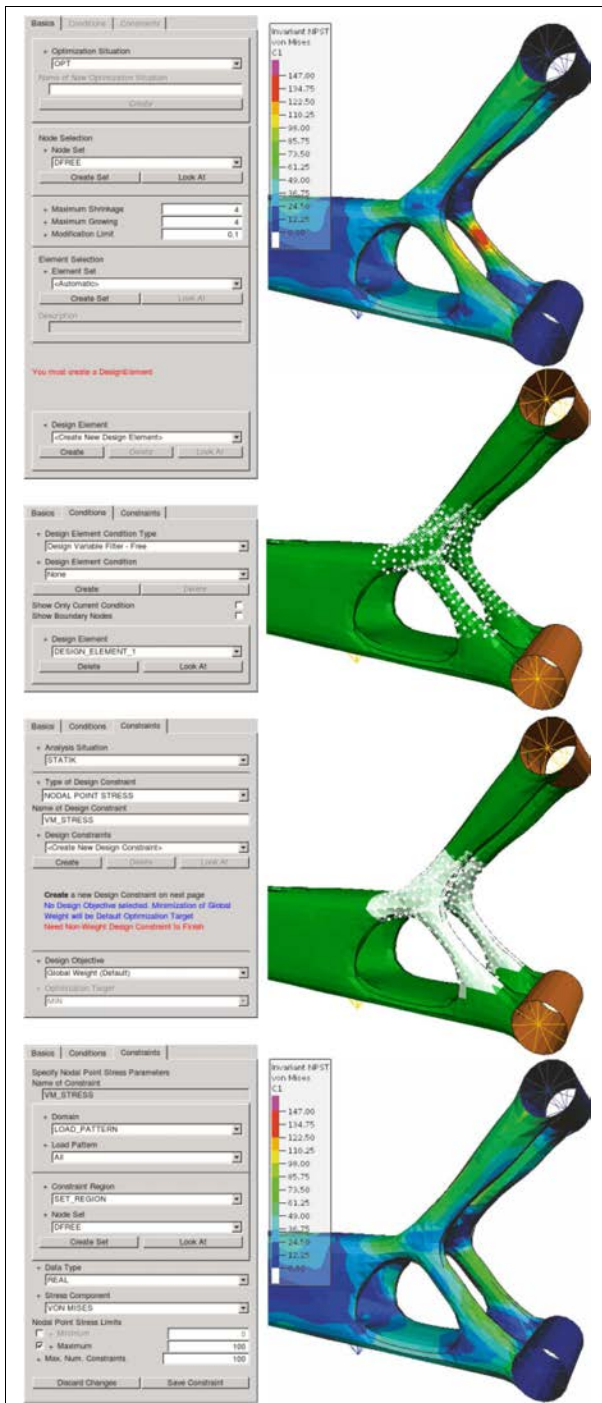 Basics Conditions Constraints
Optimization Situation
OPT
Name of New Optimization Situation
Create
Node Selection
Node Set
DFREE
Create Set Look At
Maximum Shrinkage 4
Maximum Growing 4
Modification Limit 0.1
Element Selection
Element Set
<Automatic>
Create Set Look At
Description
You must create a DesignElement
Design Element
<Create New Design Element>
Create Delete Look At
Invariant NPST
von Mises
C1
147.00
134.75
122.50
110.25
98.00
85.75
73.50
61.25
49.00
36.75
24.50
12.25
0.00
Basics Conditions Constraints
Design Element Condition Type
Design Variable Filter - Free
Design Element Condition
None
Create Delete
Show Only Current Condition
Show Boundary Nodes
Design Element
DESIGN_ELEMENT_1
Delete Look At
Basics Conditions Constraints
Analysis Situation
STATIK
Type of Design Constraint
NODAL POINT STRESS
Name of Design Constraint
VM_STRESS
Design Constraints
<Create New Design Constraint>
Create Delete Look At
Create a new Design Constraint on next page
No Design Objective selected. Minimization of Global
Weight will be Default Optimization Target
Need Non-Weight Design Constraint to Finish
Design Objective
Global Weight (Default)
Optimization Target
MIN
Basics Conditions Constraints
Specify Nodal Point Stress Parameters
Name of Constraint
VM_STRESS
Domain
LOAD_PATTERN
Load Pattern
All
Constraint Region
SET_REGION
Node Set
DFREE
Create Set Look At
Data Type
REAL
Stress Component
VON MISES
Nodal Point Stress Limits
Minimum 0
Maximum 100
Max. Num. Constraints 100
Discard Changes Save Constraint
Invariant NPST
von Mises
C1
147.00
134.75
122.50
110.25
98.00
85.75
73.50
61.25
49.00
36.75
24.50
12.25
0.00